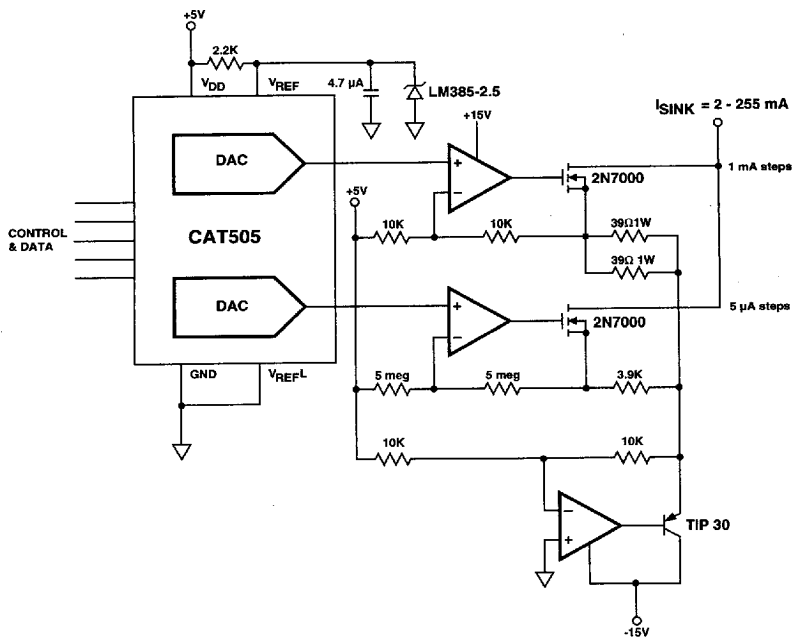 +5V
2.2K
VDD
VREF
4.7 µA
LM385-2.5
+15V
ISINK = 2 - 255 mA
DAC
+
−
2N7000
1 mA steps
+5V
CONTROL
& DATA
CAT505
10K
10K
39Ω1W
39Ω 1W
DAC
+
−
2N7000
5 µA steps
GND
VREFL
5 meg
5 meg
3.9K
10K
10K
−
+
TIP 30
-15V